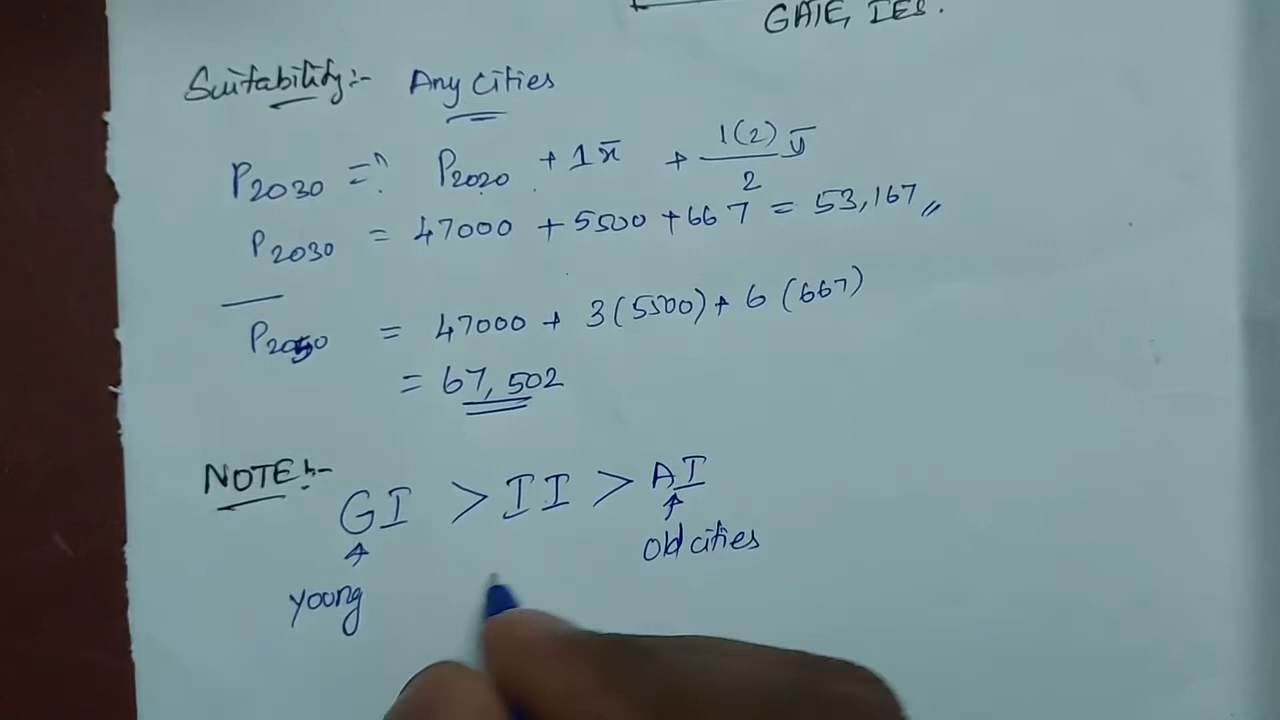 GATE, IES.
Suitability:- Any cities
P2030 =? P2020 + 1x̄ + 1(2)/2 ȳ
P2030 = 47000 + 5500 + 667 = 53,167
P2050 = 47000 + 3(5500) + 6(667)
= 67,502
NOTE:-
GI > II > AI
old cities
young